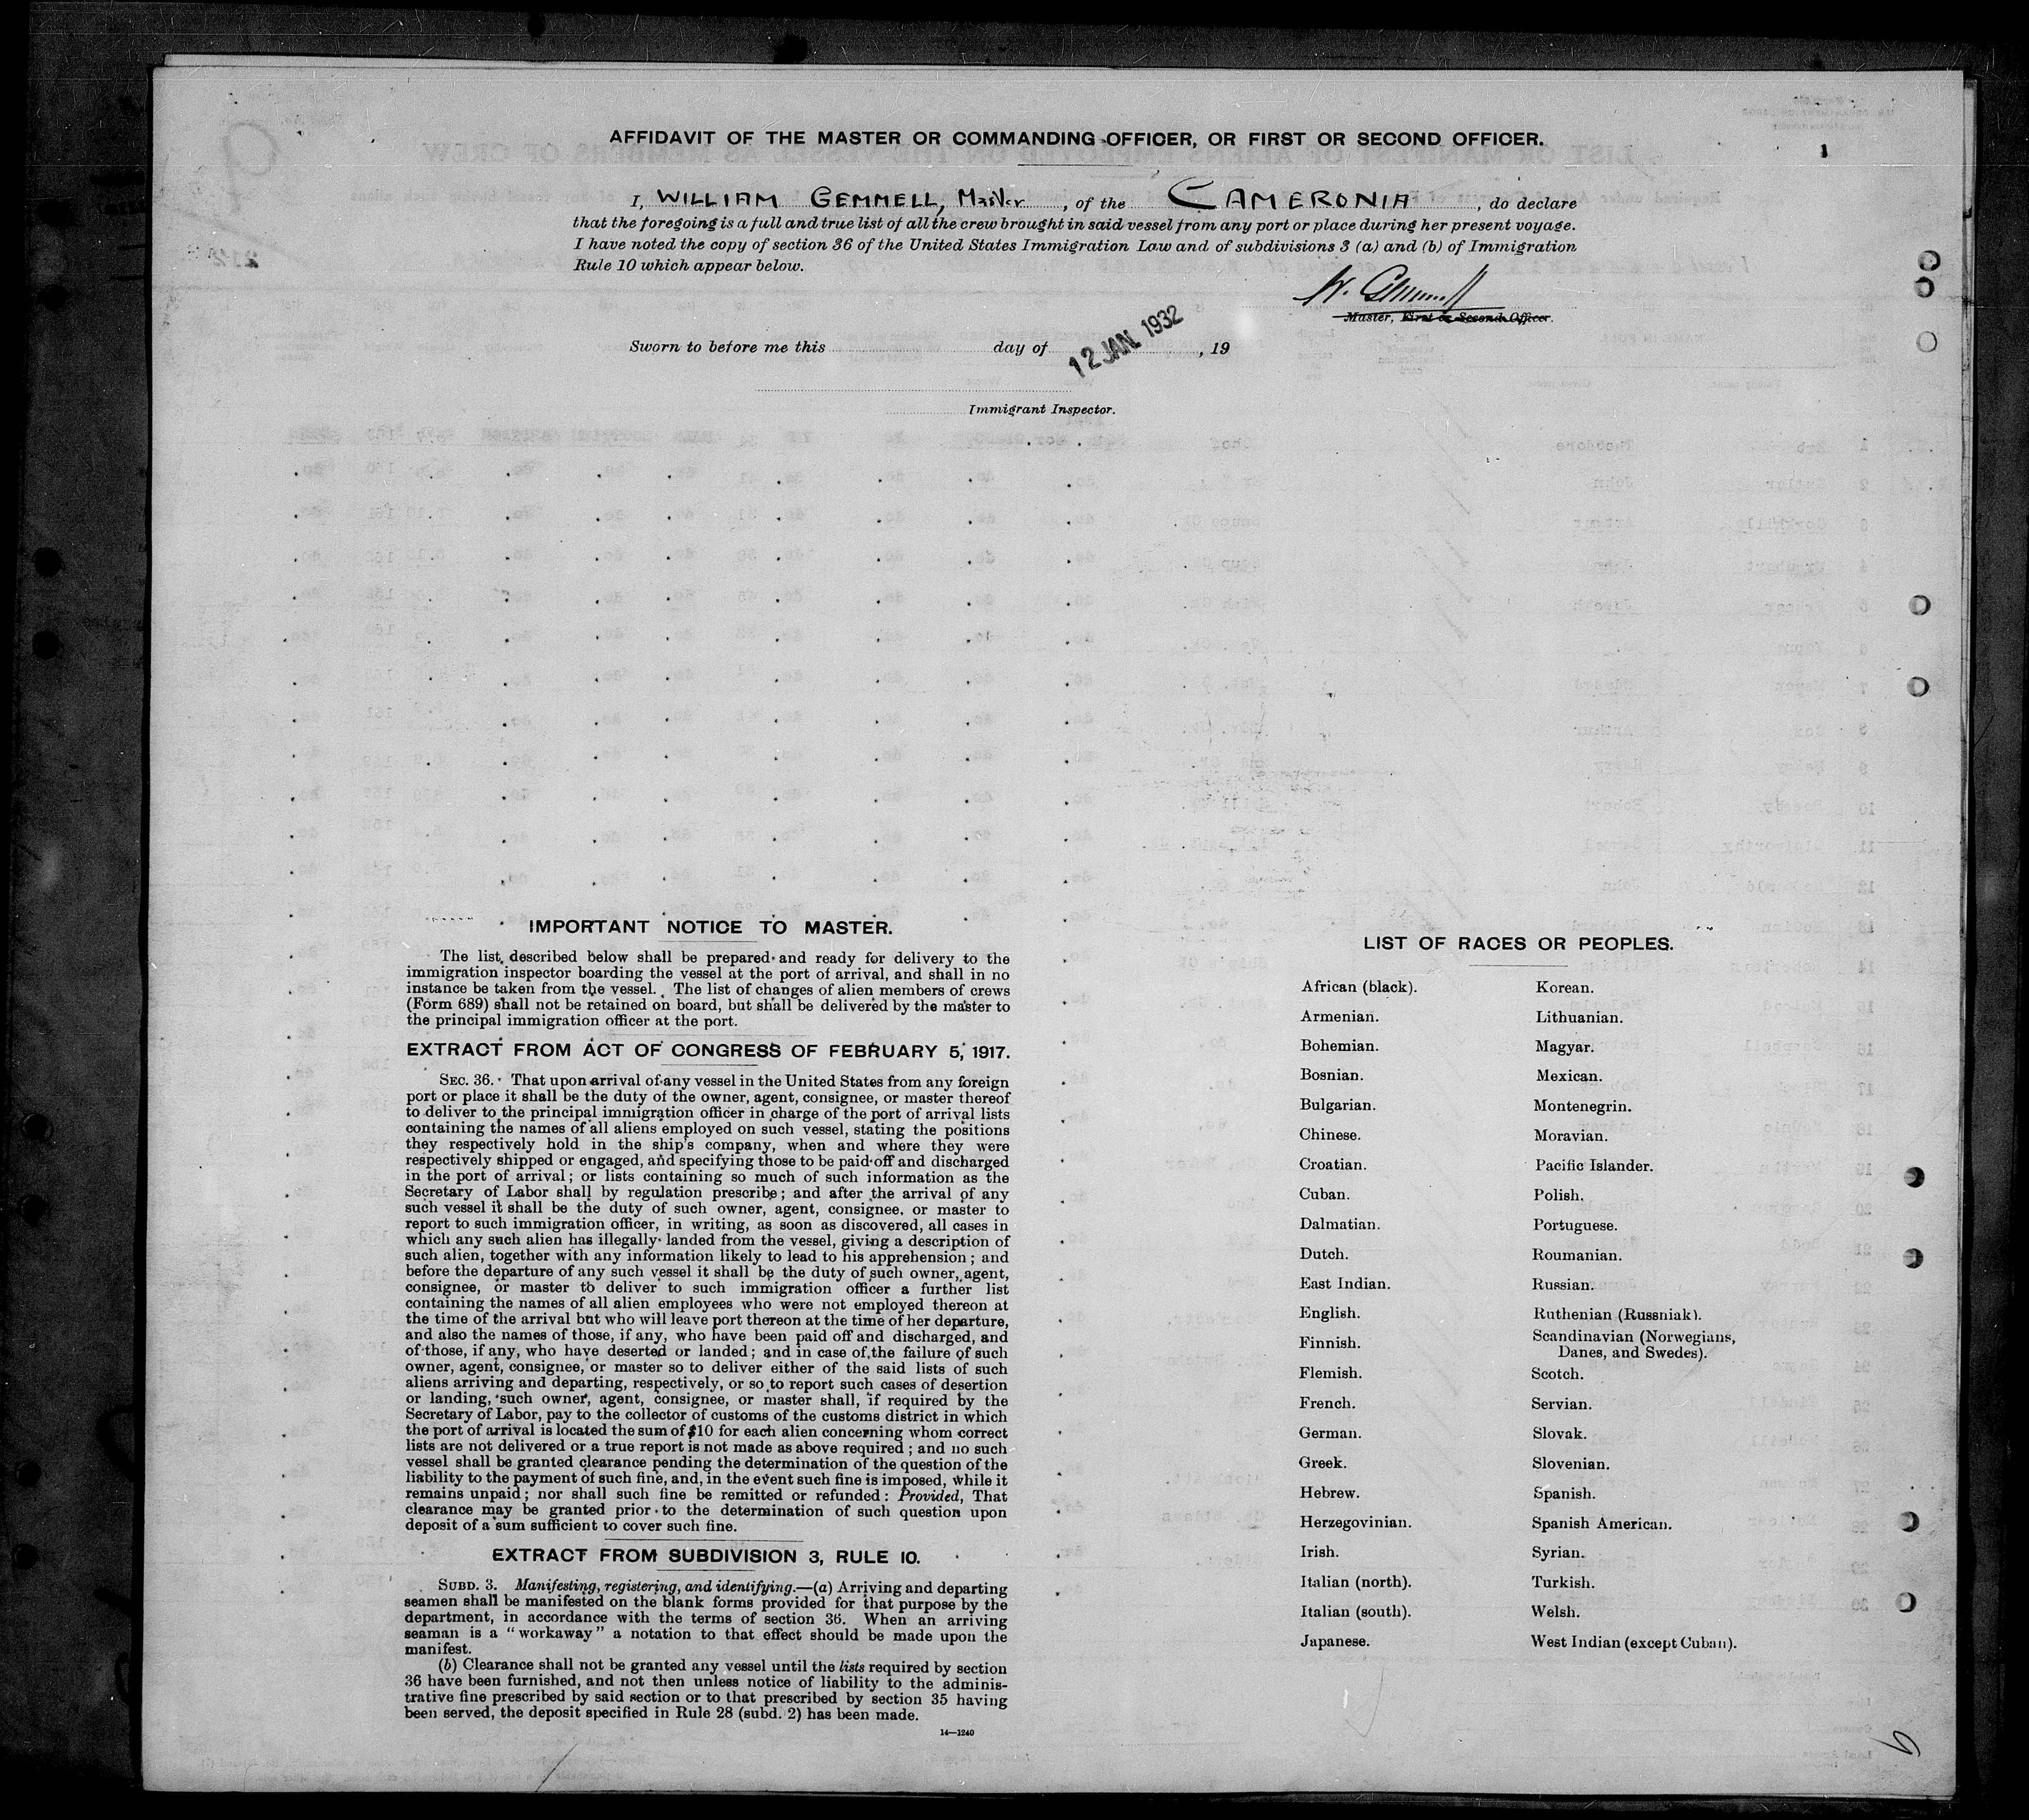 AFFIDAVIT OF THE MASTER OR COMMANDING OFFICER, OR FIRST OR SECOND OFFICER.
I, WILLIAM GEMMELL, Master, of the CAMERONIA, do declare
that the foregoing is a full and true list of all the crew brought in said vessel from any port or place during her present voyage.
I have noted the copy of section 36 of the United States Immigration Law and of subdivisions 3 (a) and (b) of Immigration
Rule 10 which appear below.
W. Gemmell
Master, First or Second Officer.
Sworn to before me this day of 12 JAN. 1932, 19
Immigrant Inspector.
IMPORTANT NOTICE TO MASTER.
The list described below shall be prepared and ready for delivery to the
immigration inspector boarding the vessel at the port of arrival, and shall in no
instance be taken from the vessel. The list of changes of alien members of crews
(Form 689) shall not be retained on board, but shall be delivered by the master to
the principal immigration officer at the port.
EXTRACT FROM ACT OF CONGRESS OF FEBRUARY 5, 1917.
SEC. 36. That upon arrival of any vessel in the United States from any foreign
port or place it shall be the duty of the owner, agent, consignee, or master thereof
to deliver to the principal immigration officer in charge of the port of arrival lists
containing the names of all aliens employed on such vessel, stating the positions
they respectively hold in the ship's company, when and where they were
respectively shipped or engaged, and specifying those to be paid off and discharged
in the port of arrival; or lists containing so much of such information as the
Secretary of Labor shall by regulation prescribe; and after the arrival of any
such vessel it shall be the duty of such owner, agent, consignee, or master to
report to such immigration officer, in writing, as soon as discovered, all cases in
which any such alien has illegally landed from the vessel, giving a description of
such alien, together with any information likely to lead to his apprehension; and
before the departure of any such vessel it shall be the duty of such owner, agent,
consignee, or master to deliver to such immigration officer a further list
containing the names of all alien employees who were not employed thereon at
the time of the arrival but who will leave port thereon at the time of her departure,
and also the names of those, if any, who have been paid off and discharged, and
of those, if any, who have deserted or landed; and in case of the failure of such
owner, agent, consignee, or master so to deliver either of the said lists of such
aliens arriving and departing, respectively, or so to report such cases of desertion
or landing, such owner, agent, consignee, or master shall, if required by the
Secretary of Labor, pay to the collector of customs of the customs district in which
the port of arrival is located the sum of $10 for each alien concerning whom correct
lists are not delivered or a true report is not made as above required; and no such
vessel shall be granted clearance pending the determination of the question of the
liability to the payment of such fine, and, in the event such fine is imposed, while it
remains unpaid; nor shall such fine be remitted or refunded: Provided, That
clearance may be granted prior to the determination of such question upon
deposit of a sum sufficient to cover such fine.
EXTRACT FROM SUBDIVISION 3, RULE 10.
SUBD. 3. Manifesting, registering, and identifying.—(a) Arriving and departing
seamen shall be manifested on the blank forms provided for that purpose by the
department, in accordance with the terms of section 36. When an arriving
seaman is a "workaway" a notation to that effect should be made upon the
manifest.
(b) Clearance shall not be granted any vessel until the lists required by section
36 have been furnished, and not then unless notice of liability to the adminis-
trative fine prescribed by said section or to that prescribed by section 35 having
been served, the deposit specified in Rule 28 (subd. 2) has been made.
14—1240
LIST OF RACES OR PEOPLES.
African (black).
Armenian.
Bohemian.
Bosnian.
Bulgarian.
Chinese.
Croatian.
Cuban.
Dalmatian.
Dutch.
East Indian.
English.
Finnish.
Flemish.
French.
German.
Greek.
Hebrew.
Herzegovinian.
Irish.
Italian (north).
Italian (south).
Japanese.
Korean.
Lithuanian.
Magyar.
Mexican.
Montenegrin.
Moravian.
Pacific Islander.
Polish.
Portuguese.
Roumanian.
Russian.
Ruthenian (Russniak).
Scandinavian (Norwegians,
Danes, and Swedes).
Scotch.
Servian.
Slovak.
Slovenian.
Spanish.
Spanish American.
Syrian.
Turkish.
Welsh.
West Indian (except Cuban).